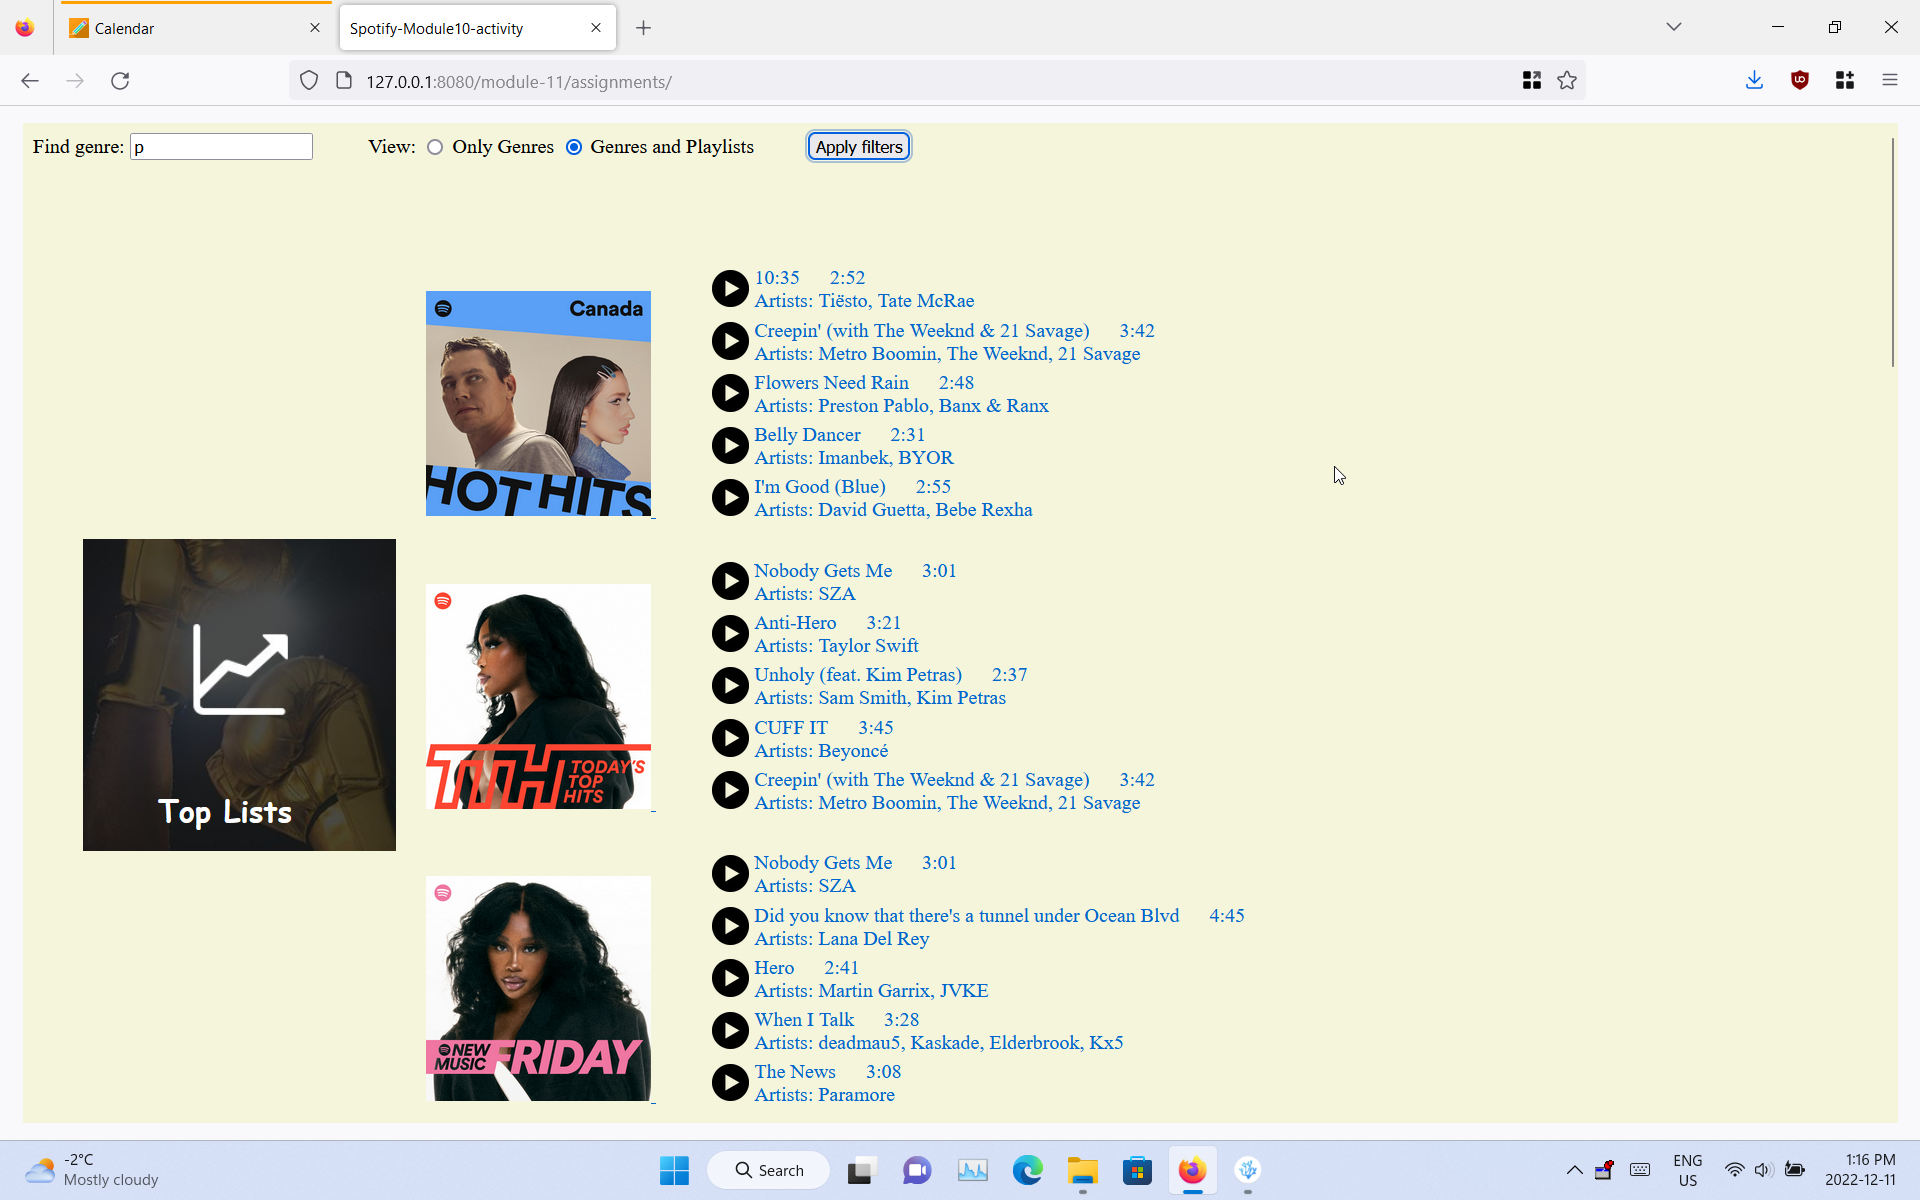 Calendar
Spotify-Module10-activity
127.0.0.1:8080/module-11/assignments/
Find genre: p View: Only Genres Genres and Playlists Apply filters
Canada
HOT HITS
10:35 2:52
Artists: Tiësto, Tate McRae
Creepin' (with The Weeknd & 21 Savage) 3:42
Artists: Metro Boomin, The Weeknd, 21 Savage
Flowers Need Rain 2:48
Artists: Preston Pablo, Banx & Ranx
Belly Dancer 2:31
Artists: Imanbek, BYOR
I'm Good (Blue) 2:55
Artists: David Guetta, Bebe Rexha
Top Lists
TTH TODAY'S
TOP
HITS
Nobody Gets Me 3:01
Artists: SZA
Anti-Hero 3:21
Artists: Taylor Swift
Unholy (feat. Kim Petras) 2:37
Artists: Sam Smith, Kim Petras
CUFF IT 3:45
Artists: Beyoncé
Creepin' (with The Weeknd & 21 Savage) 3:42
Artists: Metro Boomin, The Weeknd, 21 Savage
NEW
MUSIC FRIDAY
Nobody Gets Me 3:01
Artists: SZA
Did you know that there's a tunnel under Ocean Blvd 4:45
Artists: Lana Del Rey
Hero 2:41
Artists: Martin Garrix, JVKE
When I Talk 3:28
Artists: deadmau5, Kaskade, Elderbrook, Kx5
The News 3:08
Artists: Paramore
-2°C
Mostly cloudy
Search
ENG
US
1:16 PM
2022-12-11